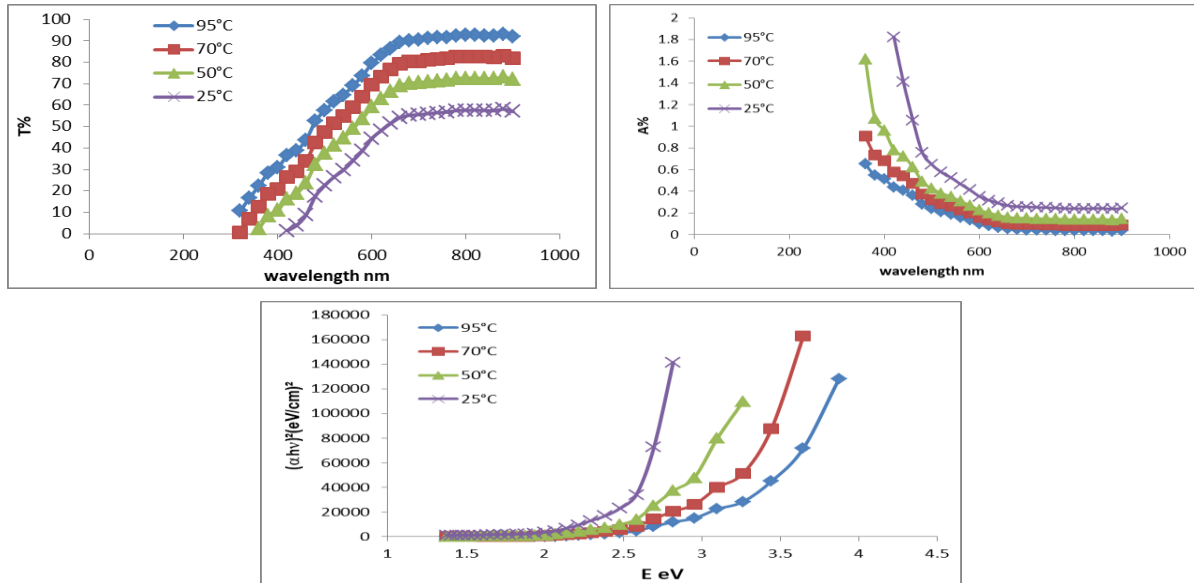 T%
100
90
80
70
60
50
40
30
20
10
0
95°C
70°C
50°C
25°C
0 200 400 600 800 1000
wavelength nm
A%
2
1.8
1.6
1.4
1.2
1
0.8
0.6
0.4
0.2
0
95°C
70°C
50°C
25°C
0 200 400 600 800 1000
wavelength nm
(αhν)²(eV/cm)²
180000
160000
140000
120000
100000
80000
60000
40000
20000
0
95°C
70°C
50°C
25°C
1 1.5 2 2.5 3 3.5 4 4.5
E eV